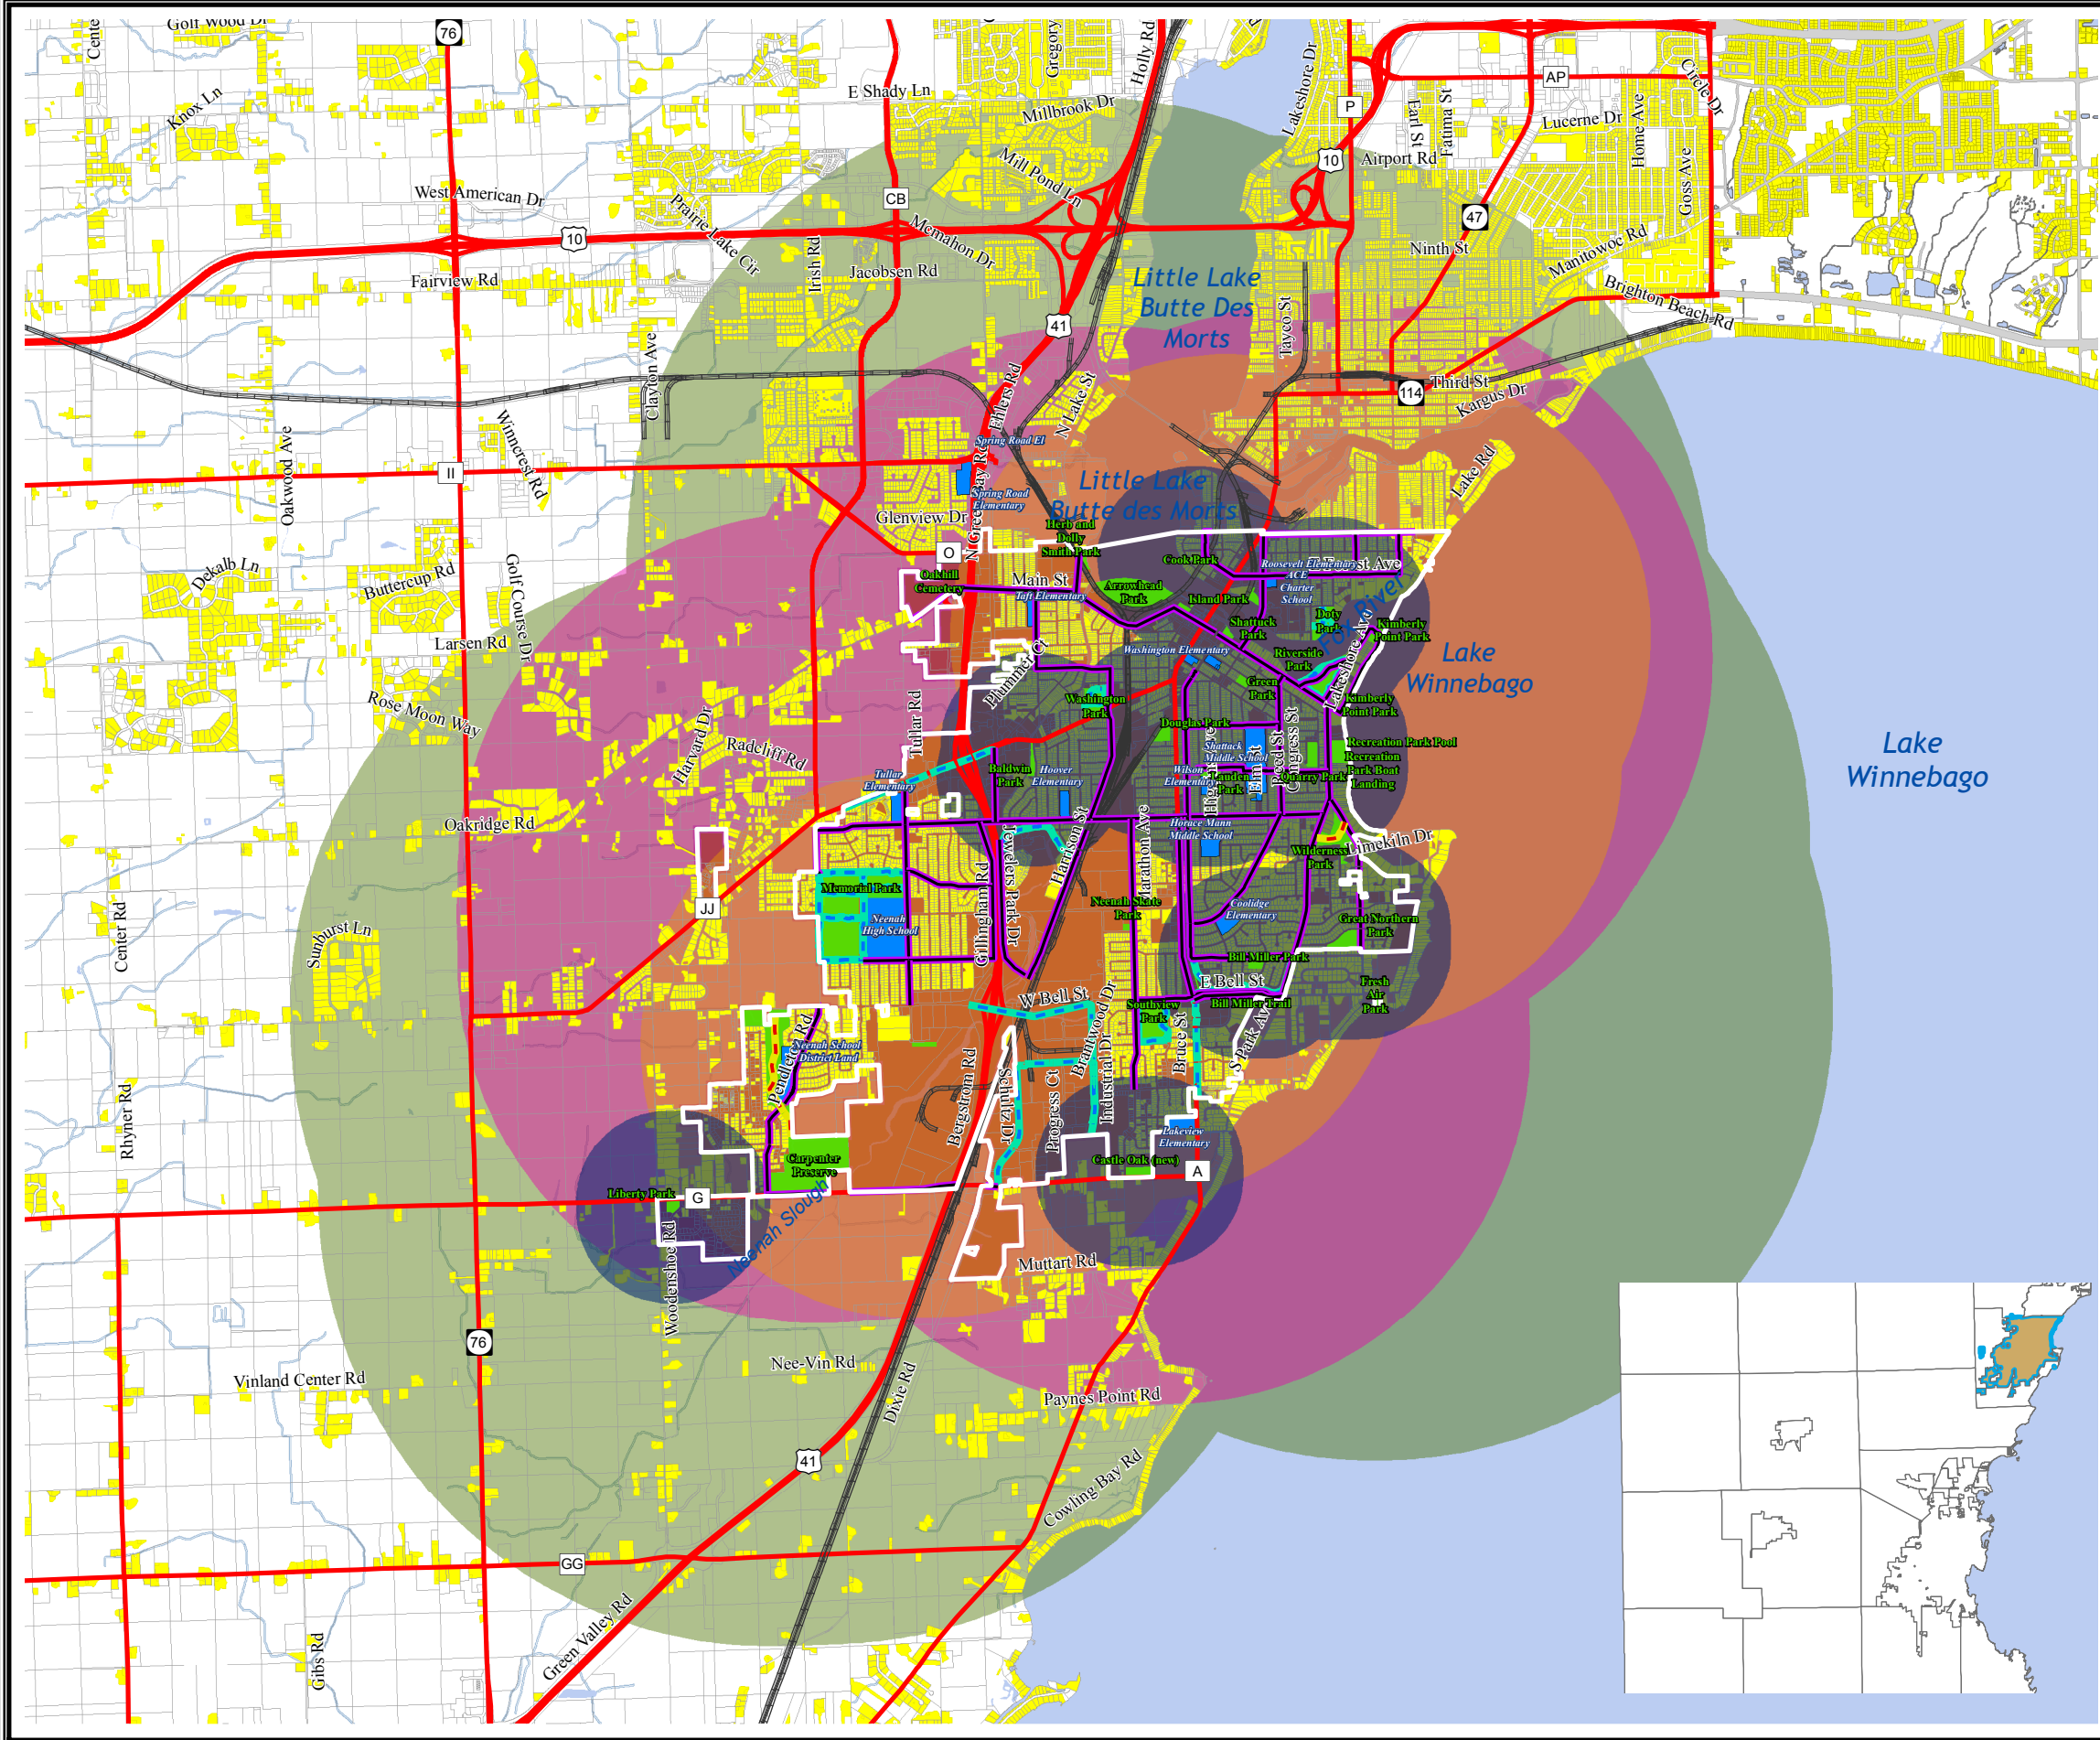 Golf Wood Dr
Cente
76
Gregory
Holly Rd
Lakeshore Dr
AP
Circle Dr
Knox Ln
E Shady Ln
Millbrook Dr
P
Earl St
Fatima St
Lucerne Dr
Home Ave
10
Airport Rd
Mill Pond Ln
West American Dr
CB
Goss Ave
47
Prairie Lake Cir
Mcmahon Dr
10
Irish Rd
Ninth St
Manitowoc Rd
Fairview Rd
Jacobsen Rd
Little Lake
Butte Des
Morts
Brighton Beach Rd
41
Tayco St
Clayton Ave
Ehlers Rd
N Lake St
Third St
114
Kargus Dr
Winncrest Rd
Oakwood Ave
Spring Road El
II
Lake Rd
Spring Road
Elementary
Little Lake
Butte des Morts
Glenview Dr
Herb and
Dolly
Smith Park
O
Cook Park
Roosevelt Elementary
ACE
Charter
School
Golf Course Dr
Dekalb Ln
Buttercup Rd
Oakhill
Cemetery
Main St
Taft Elementary
Arrowhead
Park
Island Park
Doty
Park
Fox River
Shattuck
Park
Kimberly
Point Park
Larsen Rd
Plummer Ct
Washington Elementary
Riverside
Park
Lakeshore Ave
Lake
Winnebago
Green
Park
Rose Moon Way
Tullar Rd
Washington
Park
Kimberly
Point Park
Harvard Dr
Radcliff Rd
Douglas Park
Reed St
Congress St
Recreation Park Pool
Recreation
Park Boat
Landing
Lake
Winnebago
Shattack
Middle School
Elm St
Tullar
Elementary
Baldwin
Park
Hoover
Elementary
Wilson
Elementary
Lauden
Park
Quarry Park
Oakridge Rd
Harrison St
Marathon Ave
Horace Mann
Middle School
Limekiln Dr
Wilderness
Park
Jewelers Park Dr
Gillingham Rd
Memorial Park
JJ
Neenah
High School
Neenah Skate
Park
Coolidge
Elementary
Great Northern
Park
Center Rd
Sunburst Ln
Bill Miller Park
E Bell St
W Bell St
Brantwood Dr
Southview
Park
Bill Miller Trail
Fresh
Air
Park
Pendleton Rd
Neenah School
District Land
Bruce St
S Park Ave
Industrial Dr
Bergstrom Rd
Schultz Dr
Progress Ct
Rhyner Rd
Lakeview
Elementary
Carpenter
Preserve
Castle Oak (new)
A
Liberty Park
G
Neenah Slough
Woodenshoe Rd
Muttart Rd
76
Nee-Vin Rd
Vinland Center Rd
Dixie Rd
Paynes Point Rd
41
Cowling Bay Rd
GG
Green Valley Rd
Gibs Rd